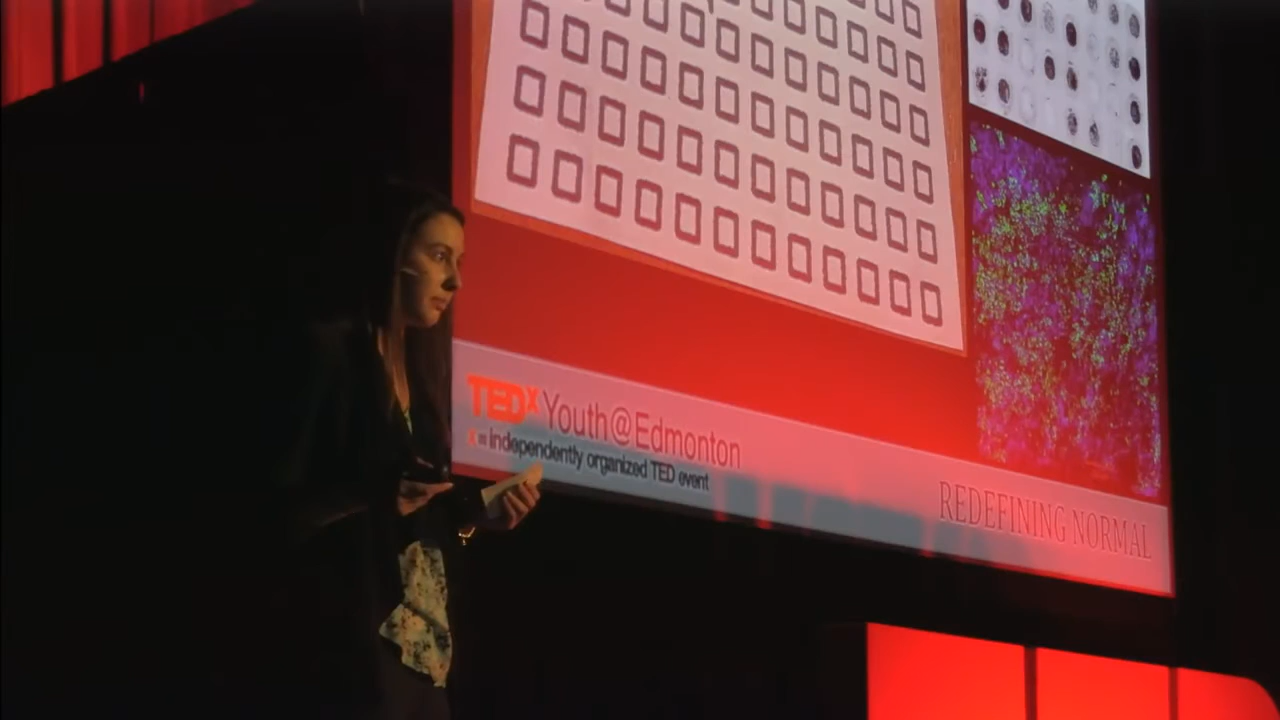 TEDx Youth@Edmonton
x = independently organized TED event
REDEFINING NORMAL